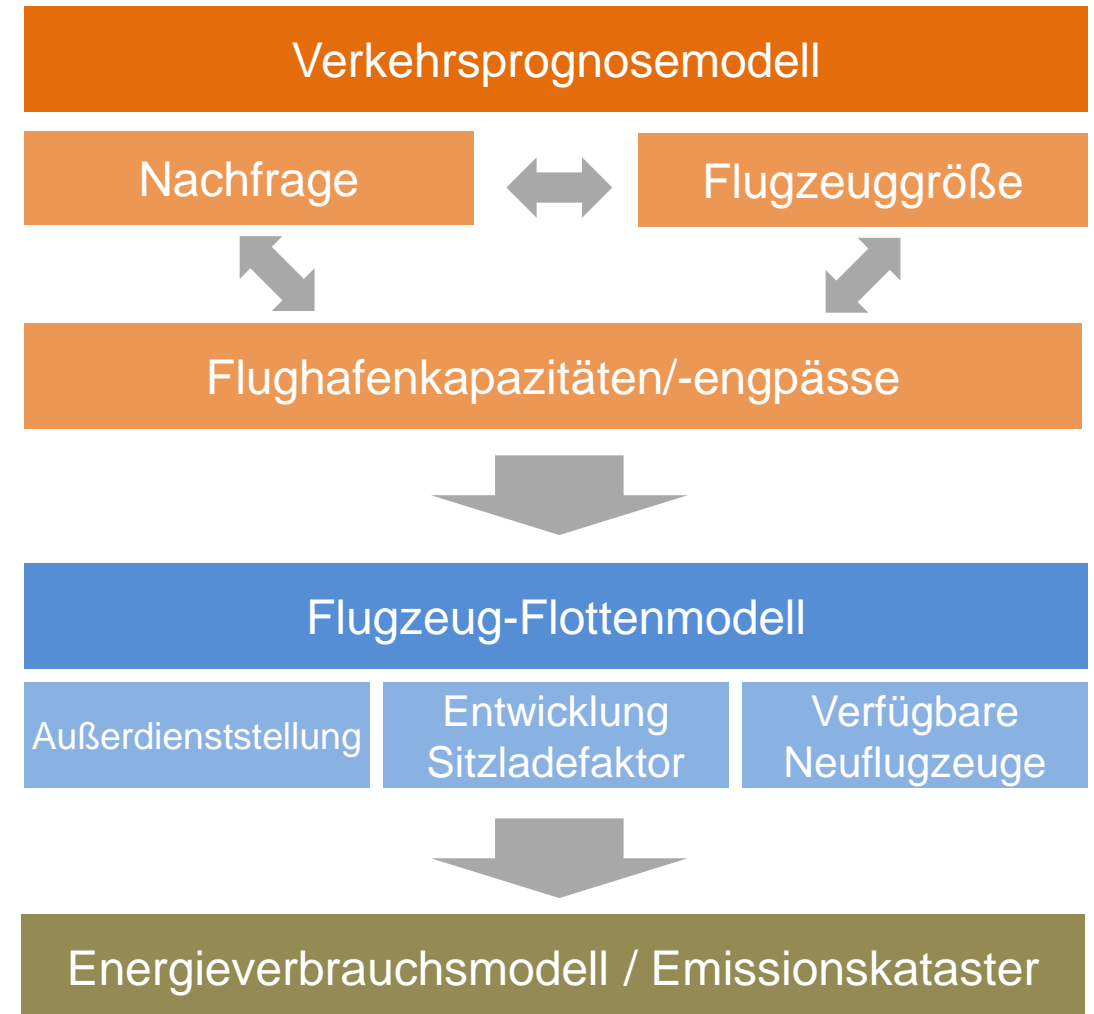 Verkehrsprognosemodell
Nachfrage
Flugzeuggröße
Flughafenkapazitäten/-engpässe
Flugzeug-Flottenmodell
Außerdienststellung
Entwicklung
Sitzladefaktor
Verfügbare
Neuflugzeuge
Energieverbrauchsmodell / Emissionskataster